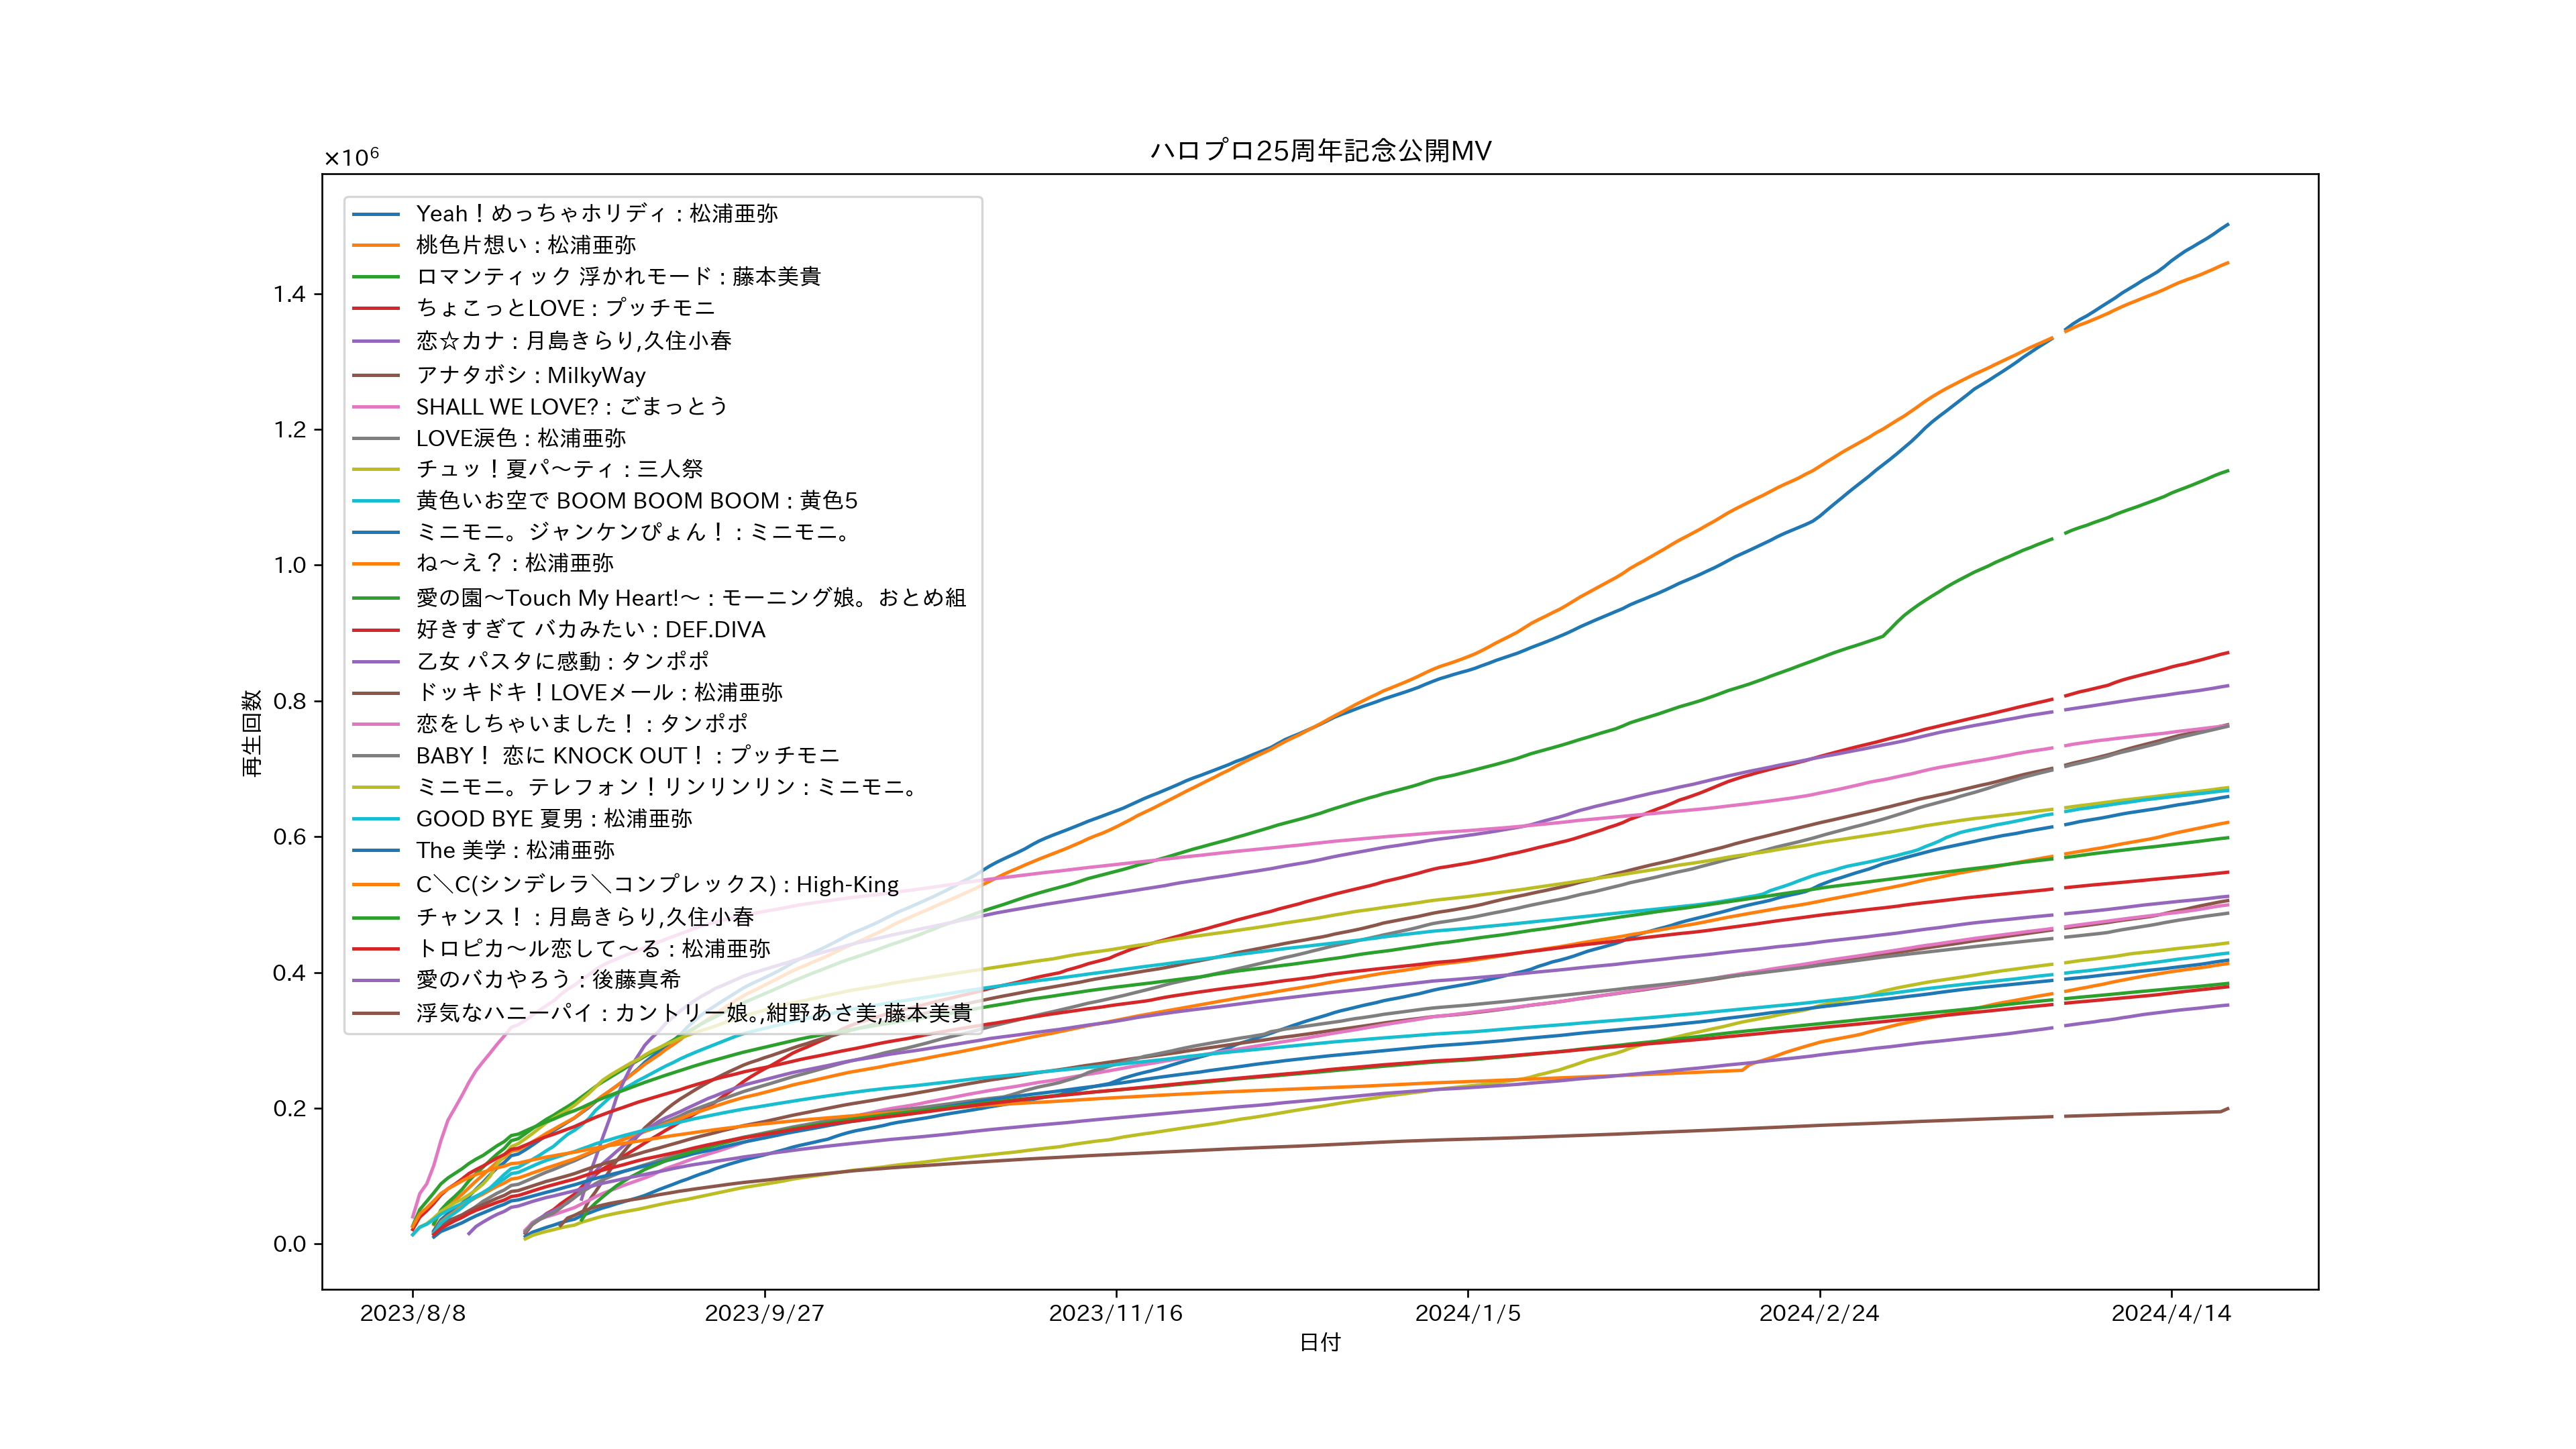 ハロプロ25周年記念公開MV
×10⁶
Yeah！めっちゃホリディ : 松浦亜弥
桃色片想い : 松浦亜弥
ロマンティック 浮かれモード : 藤本美貴
ちょこっとLOVE : プッチモニ
恋☆カナ : 月島きらり,久住小春
アナタボシ : MilkyWay
SHALL WE LOVE? : ごまっとう
LOVE涙色 : 松浦亜弥
チュッ！夏パ～ティ : 三人祭
黄色いお空で BOOM BOOM BOOM : 黄色5
ミニモニ。ジャンケンぴょん！ : ミニモニ。
ね～え？ : 松浦亜弥
愛の園～Touch My Heart!～ : モーニング娘。おとめ組
好きすぎて バカみたい : DEF.DIVA
乙女 パスタに感動 : タンポポ
ドッキドキ！LOVEメール : 松浦亜弥
恋をしちゃいました！ : タンポポ
BABY！ 恋に KNOCK OUT！ : プッチモニ
ミニモニ。テレフォン！リンリンリン : ミニモニ。
GOOD BYE 夏男 : 松浦亜弥
The 美学 : 松浦亜弥
C＼C(シンデレラ＼コンプレックス) : High-King
チャンス！ : 月島きらり,久住小春
トロピカ～ル恋して～る : 松浦亜弥
愛のバカやろう : 後藤真希
浮気なハニーパイ : カントリー娘。,紺野あさ美,藤本美貴
1.4
1.2
1.0
0.8
0.6
0.4
0.2
0.0
再生回数
2023/8/8
2023/9/27
2023/11/16
2024/1/5
2024/2/24
2024/4/14
日付